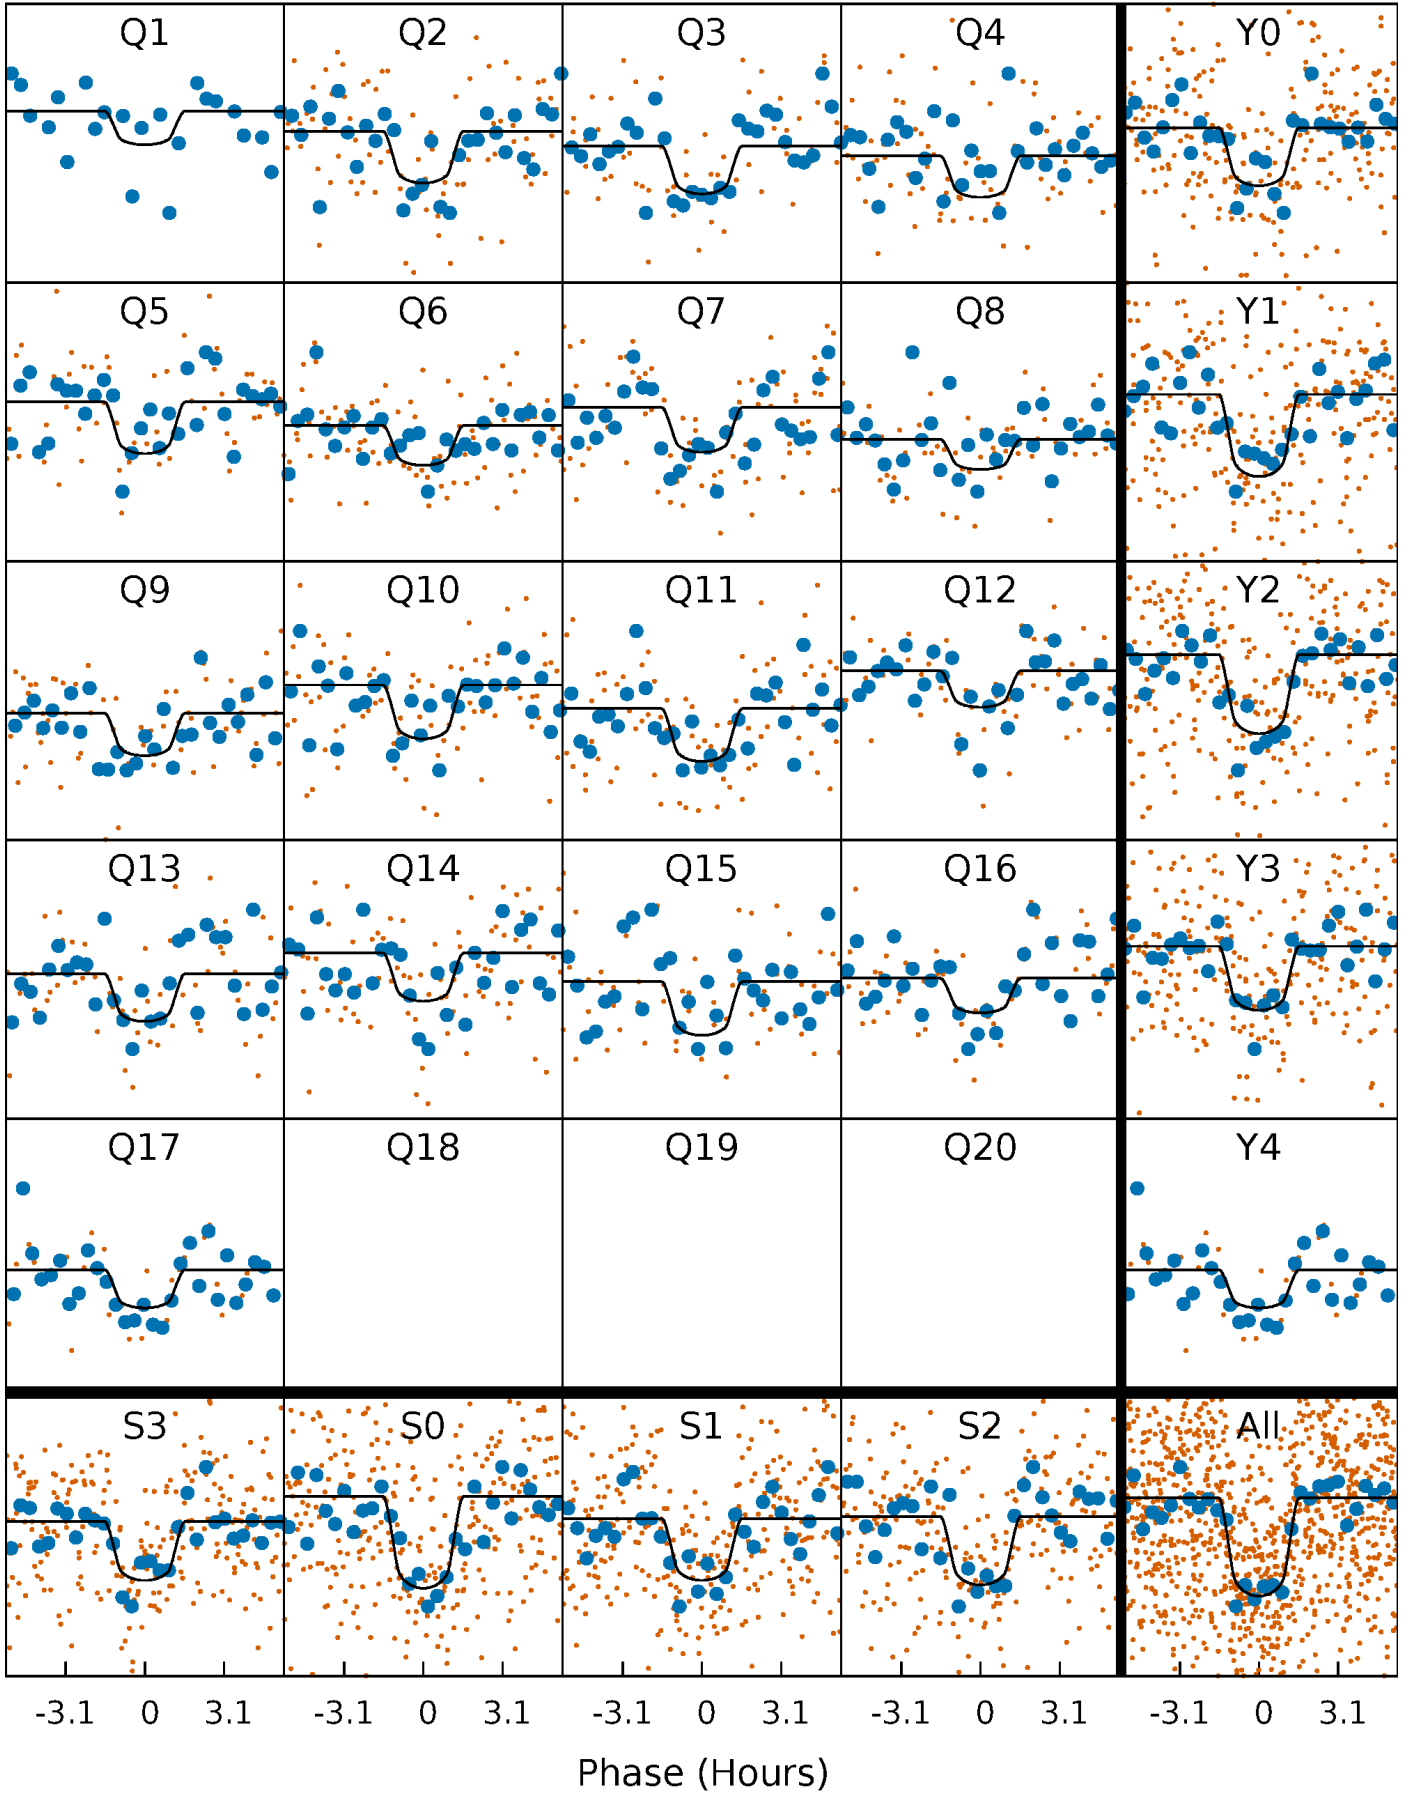 Q1 Q2 Q3 Q4 Y0
Q5 Q6 Q7 Q8 Y1
Q9 Q10 Q11 Q12 Y2
Q13 Q14 Q15 Q16 Y3
Q17 Q18 Q19 Q20 Y4
S3 S0 S1 S2 All
-3.1 0 3.1 -3.1 0 3.1 -3.1 0 3.1 -3.1 0 3.1 -3.1 0 3.1
Phase (Hours)